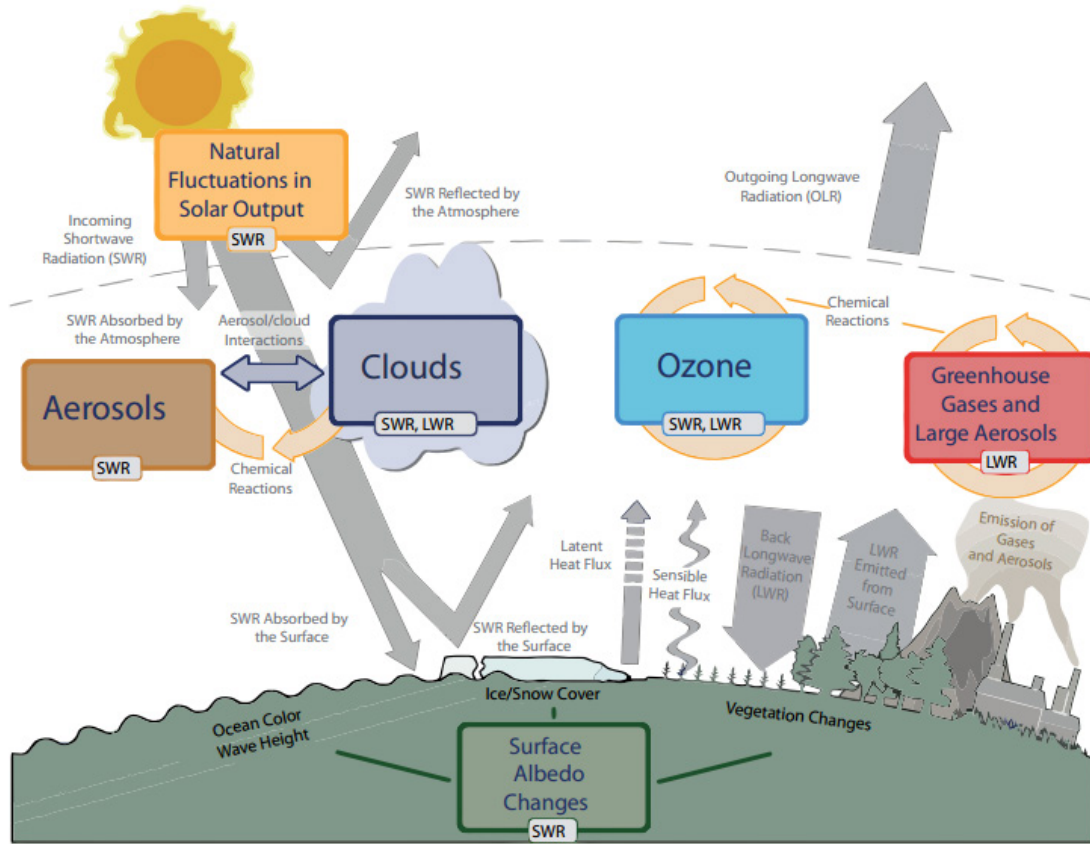 Natural
Fluctuations in
Solar Output
SWR
Incoming
Shortwave
Radiation (SWR)
SWR Reflected by
the Atmosphere
Outgoing Longwave
Radiation (OLR)
SWR Absorbed by
the Atmosphere
Aerosol/cloud
Interactions
Chemical
Reactions
Aerosols
SWR
Clouds
SWR, LWR
Ozone
SWR, LWR
Greenhouse
Gases and
Large Aerosols
LWR
Chemical
Reactions
Latent
Heat Flux
Sensible
Heat Flux
Back
Longwave
Radiation
(LWR)
LWR
Emitted
from
Surface
Emission of
Gases
and Aerosols
SWR Absorbed by
the Surface
SWR Reflected by
the Surface
Ocean Color
Wave Height
Ice/Snow Cover
Vegetation Changes
Surface
Albedo
Changes
SWR